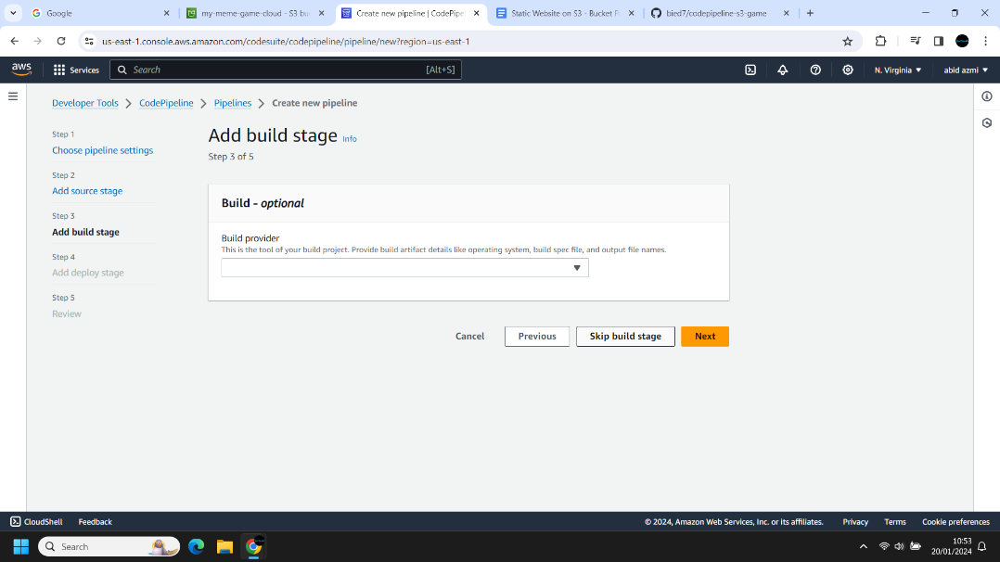 Google
my-meme-game-cloud - S3 bu
Create new pipeline | CodePipe
Static Website on S3 - Bucket P
bied7/codepipeline-s3-game
us-east-1.console.aws.amazon.com/codesuite/codepipeline/pipeline/new?region=us-east-1
aws
Services
Search
[Alt+S]
N. Virginia
abid azmi
Developer Tools
CodePipeline
Pipelines
Create new pipeline
Step 1
Choose pipeline settings
Step 2
Add source stage
Step 3
Add build stage
Step 4
Add deploy stage
Step 5
Review
Add build stage Info
Step 3 of 5
Build - optional
Build provider
This is the tool of your build project. Provide build artifact details like operating system, build spec file, and output file names.
Cancel
Previous
Skip build stage
Next
CloudShell
Feedback
© 2024, Amazon Web Services, Inc. or its affiliates.
Privacy
Terms
Cookie preferences
Search
10:53
20/01/2024